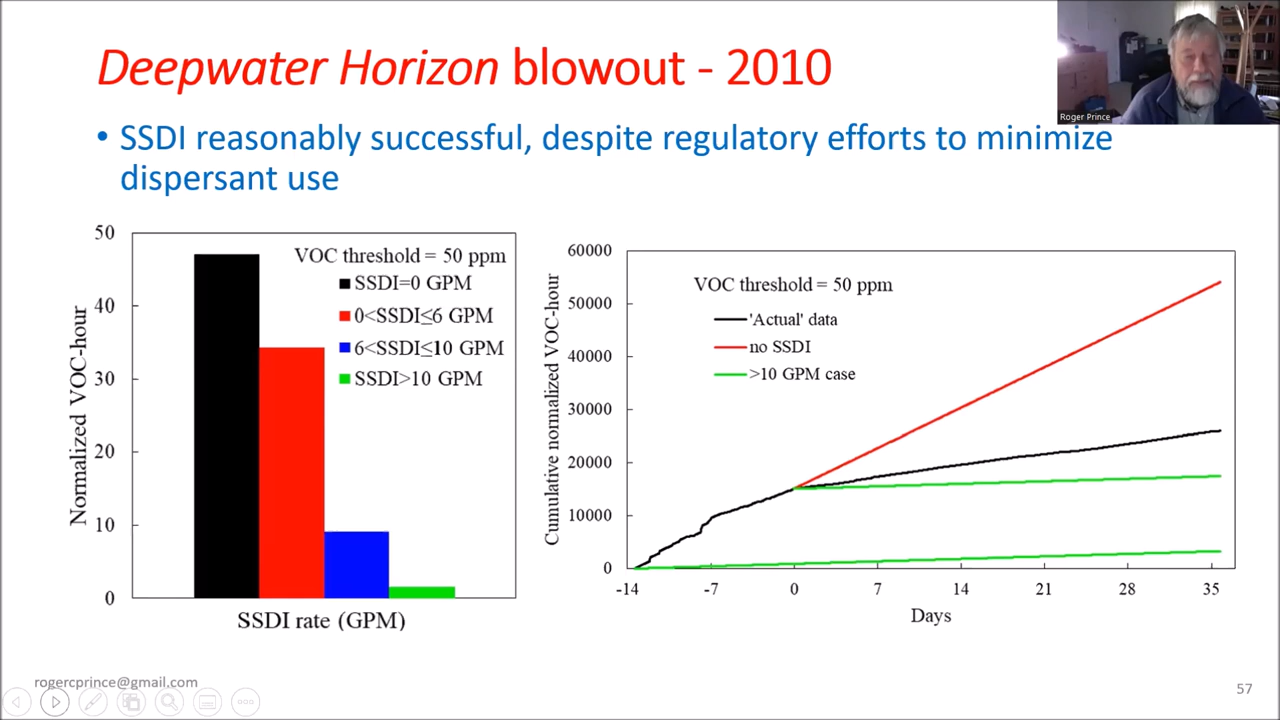 Deepwater Horizon blowout - 2010
Roger Prince
• SSDI reasonably successful, despite regulatory efforts to minimize
dispersant use
50
40
30
20
10
0
Normalized VOC-hour
VOC threshold = 50 ppm
SSDI=0 GPM
0<SSDI≤6 GPM
6<SSDI≤10 GPM
SSDI>10 GPM
SSDI rate (GPM)
60000
50000
40000
30000
20000
10000
0
Cumulative normalized VOC-hour
VOC threshold = 50 ppm
'Actual' data
no SSDI
>10 GPM case
-14 -7 0 7 14 21 28 35
Days
rogercprince@gmail.com
57